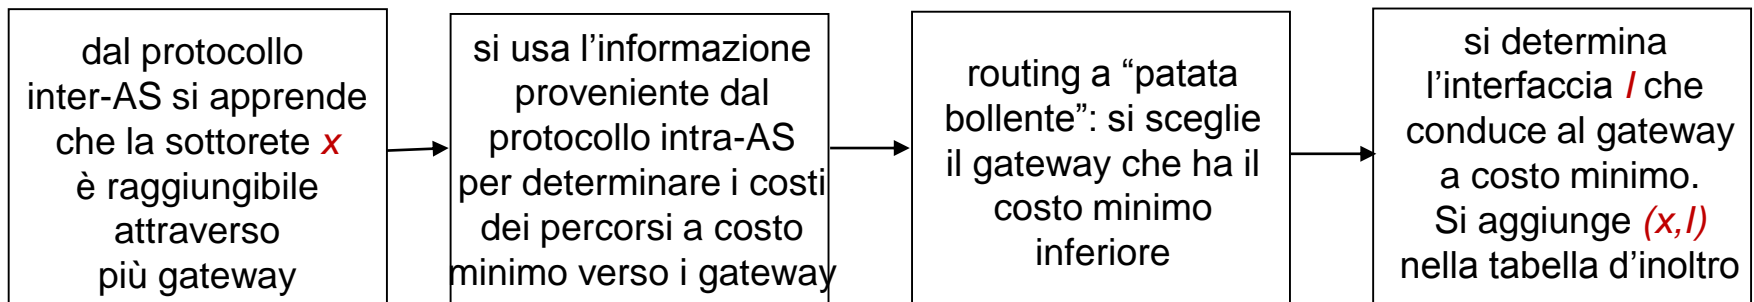 dal protocollo
inter-AS si apprende
che la sottorete x
è raggiungibile
attraverso
più gateway
si usa l’informazione
proveniente dal
protocollo intra-AS
per determinare i costi
dei percorsi a costo
minimo verso i gateway
routing a “patata
bollente”: si sceglie
il gateway che ha il
costo minimo
inferiore
si determina
l’interfaccia I che
conduce al gateway
a costo minimo.
Si aggiunge (x,I)
nella tabella d’inoltro